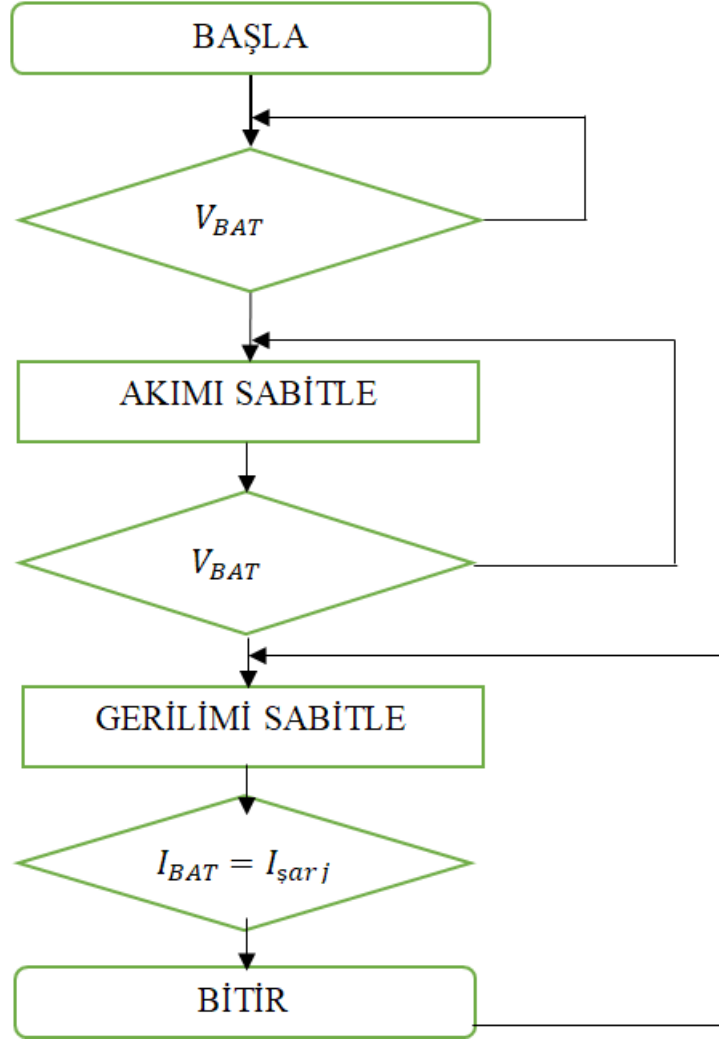 BAŞLA
V_BAT
AKIMI SABİTLE
V_BAT
GERİLİMİ SABİTLE
I_BAT = I_şarj
BİTİR